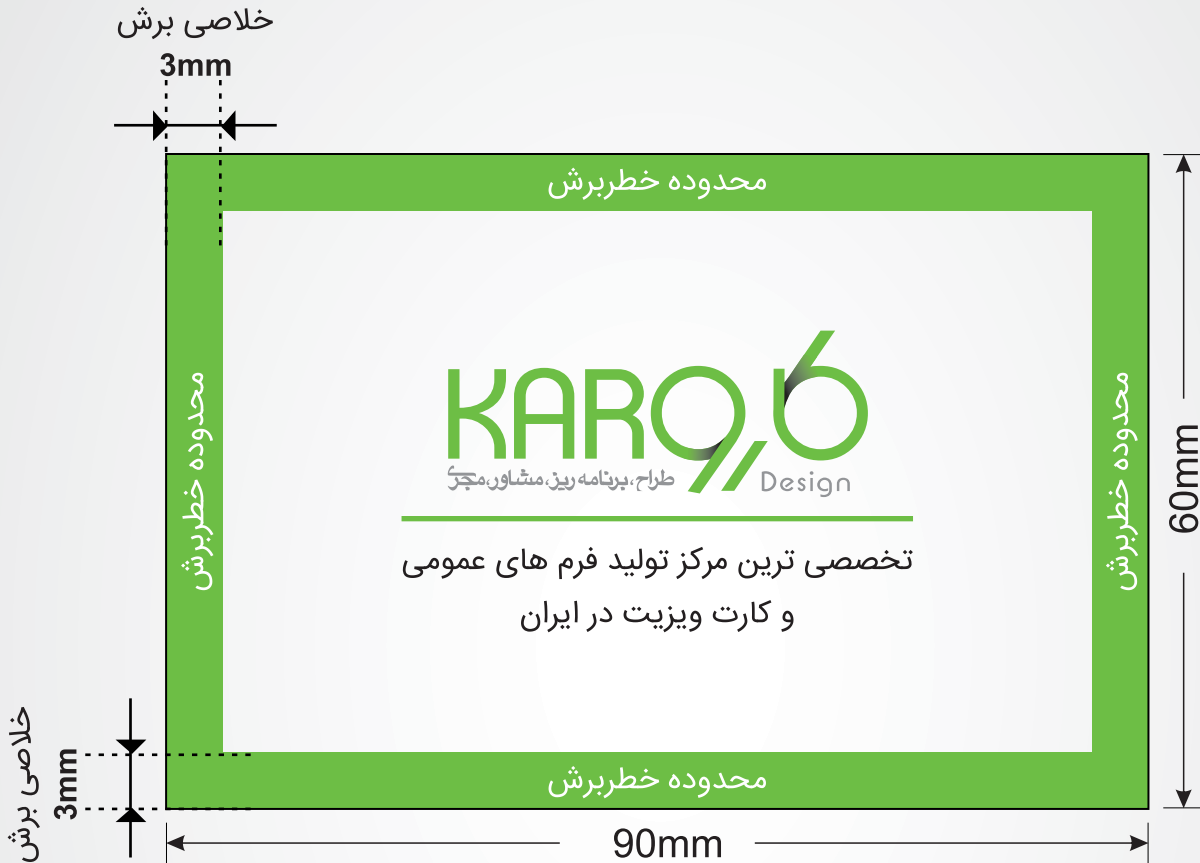 خلاصی برش
3mm
محدوده خطربرش
محدوده خطربرش
محدوده خطربرش
60mm
KARO کارو
طراح،برنامه ریز،مشاور،مجری
Design
تخصصی ترین مرکز تولید فرم های عمومی
و کارت ویزیت در ایران
خلاصی برش
3mm
محدوده خطربرش
90mm